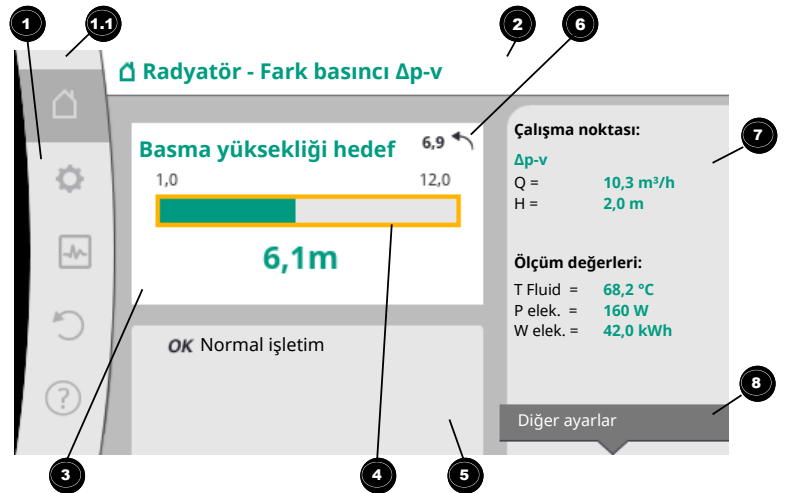 1
1.1
2
6
Radyatör - Fark basıncı Δp-v
Basma yüksekliği hedef
6,9
1,0
12,0
6,1m
OK Normal işletim
Çalışma noktası:
Δp-v
Q = 10,3 m³/h
H = 2,0 m
Ölçüm değerleri:
T Fluid = 68,2 °C
P elek. = 160 W
W elek. = 42,0 kWh
Diğer ayarlar
7
8
?
3
4
5